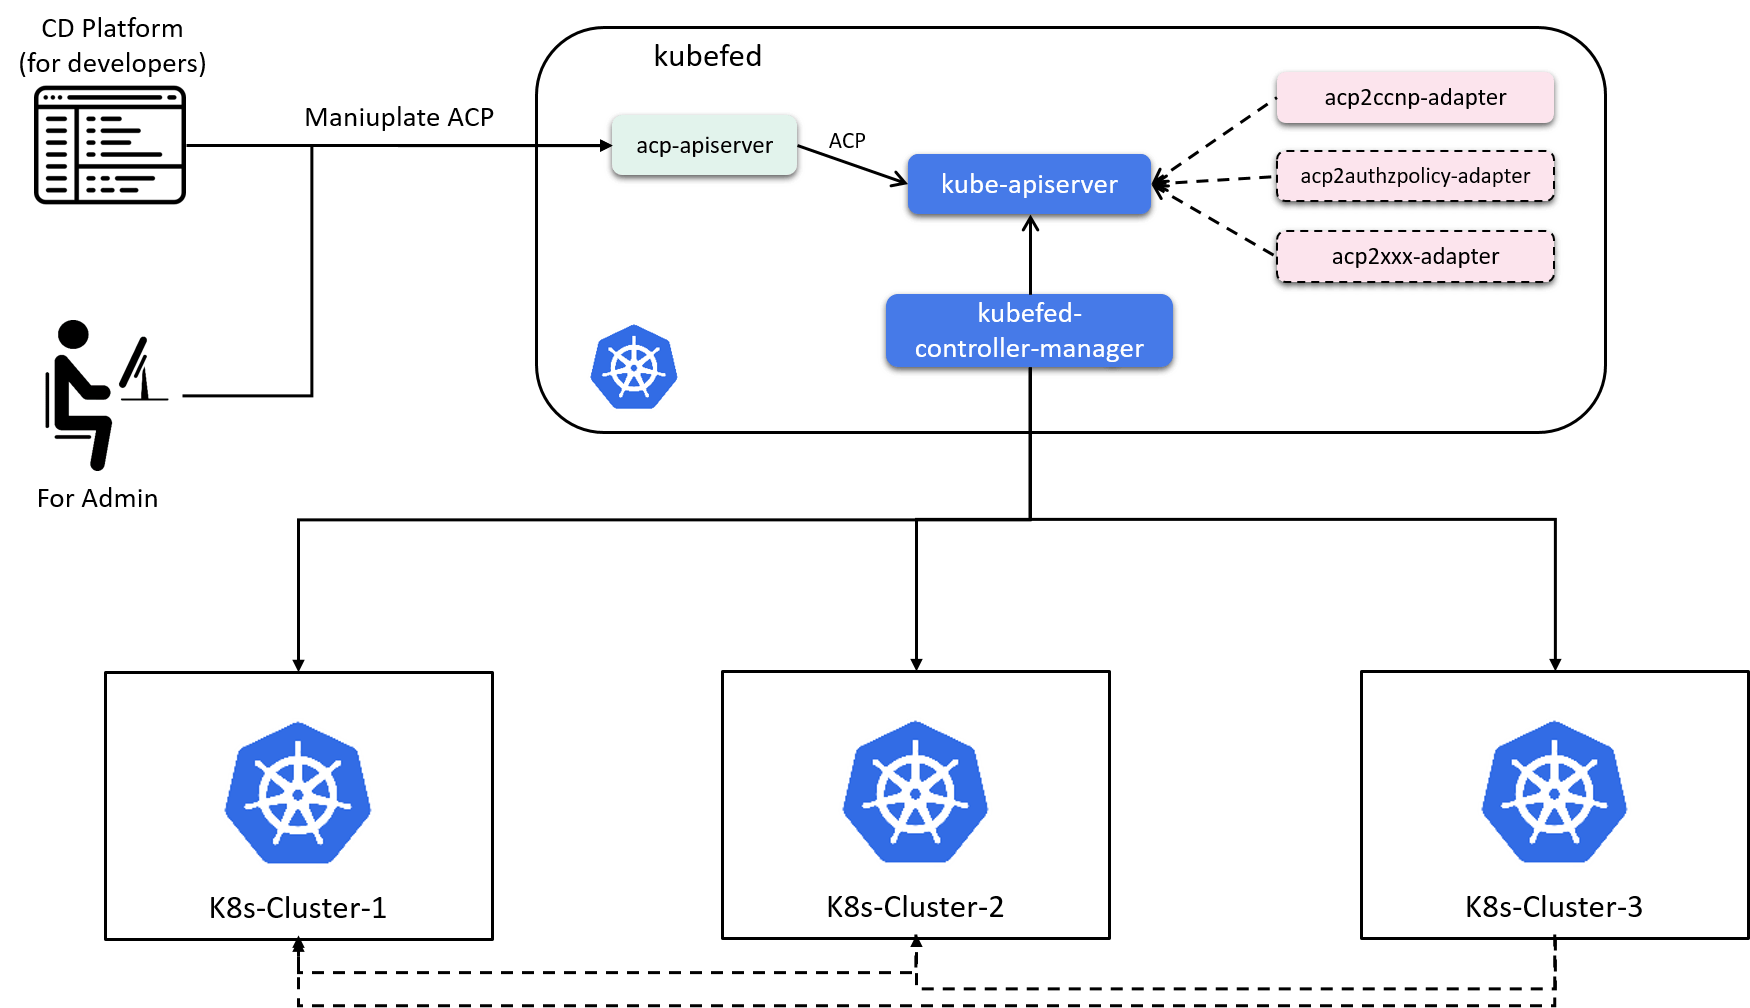 CD Platform
(for developers)
Maniuplate ACP
For Admin
kubefed
acp-apiserver
ACP
kube-apiserver
kubefed-
controller-manager
acp2ccnp-adapter
acp2authzpolicy-adapter
acp2xxx-adapter
K8s-Cluster-1
K8s-Cluster-2
K8s-Cluster-3